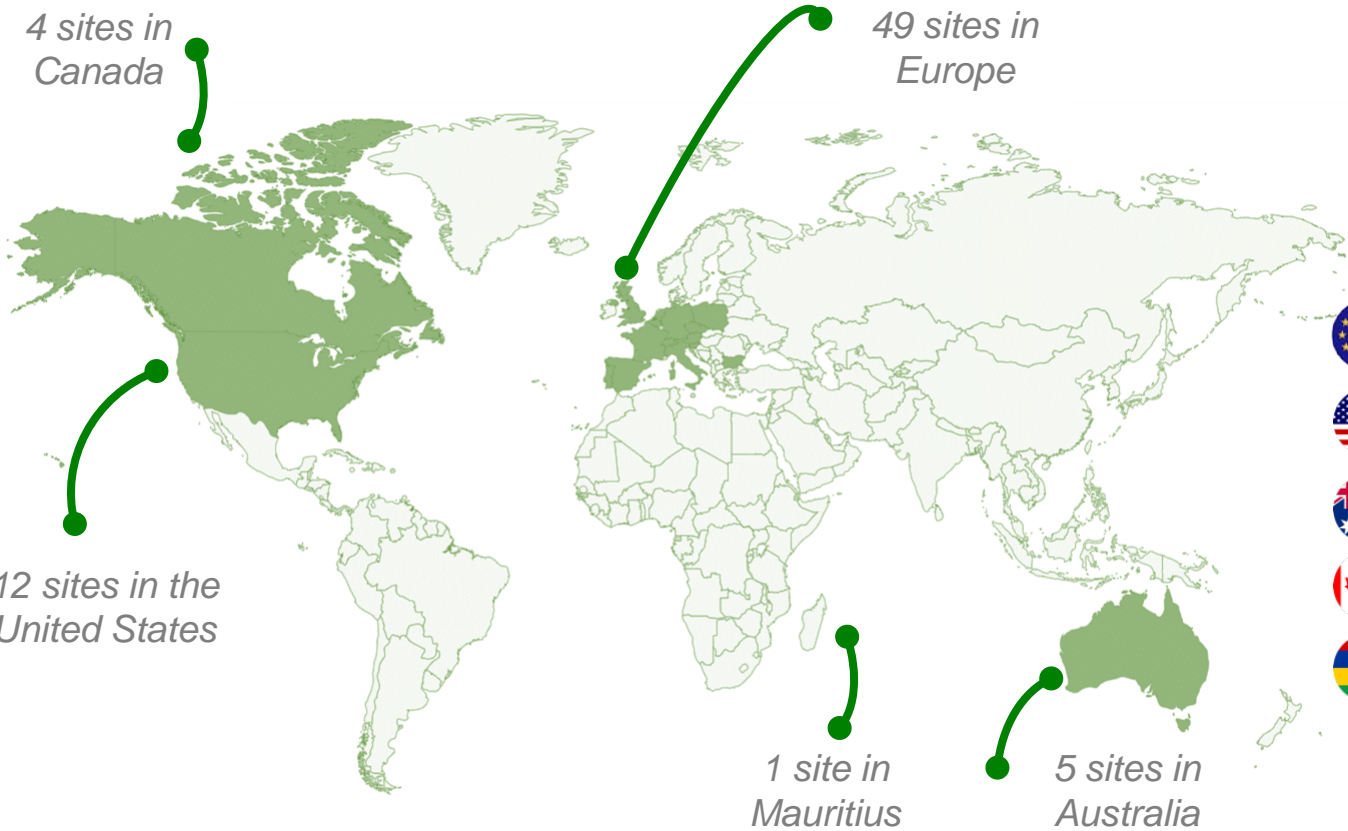 4 sites in
Canada
49 sites in
Europe
12 sites in the
United States
1 site in
Mauritius
5 sites in
Australia